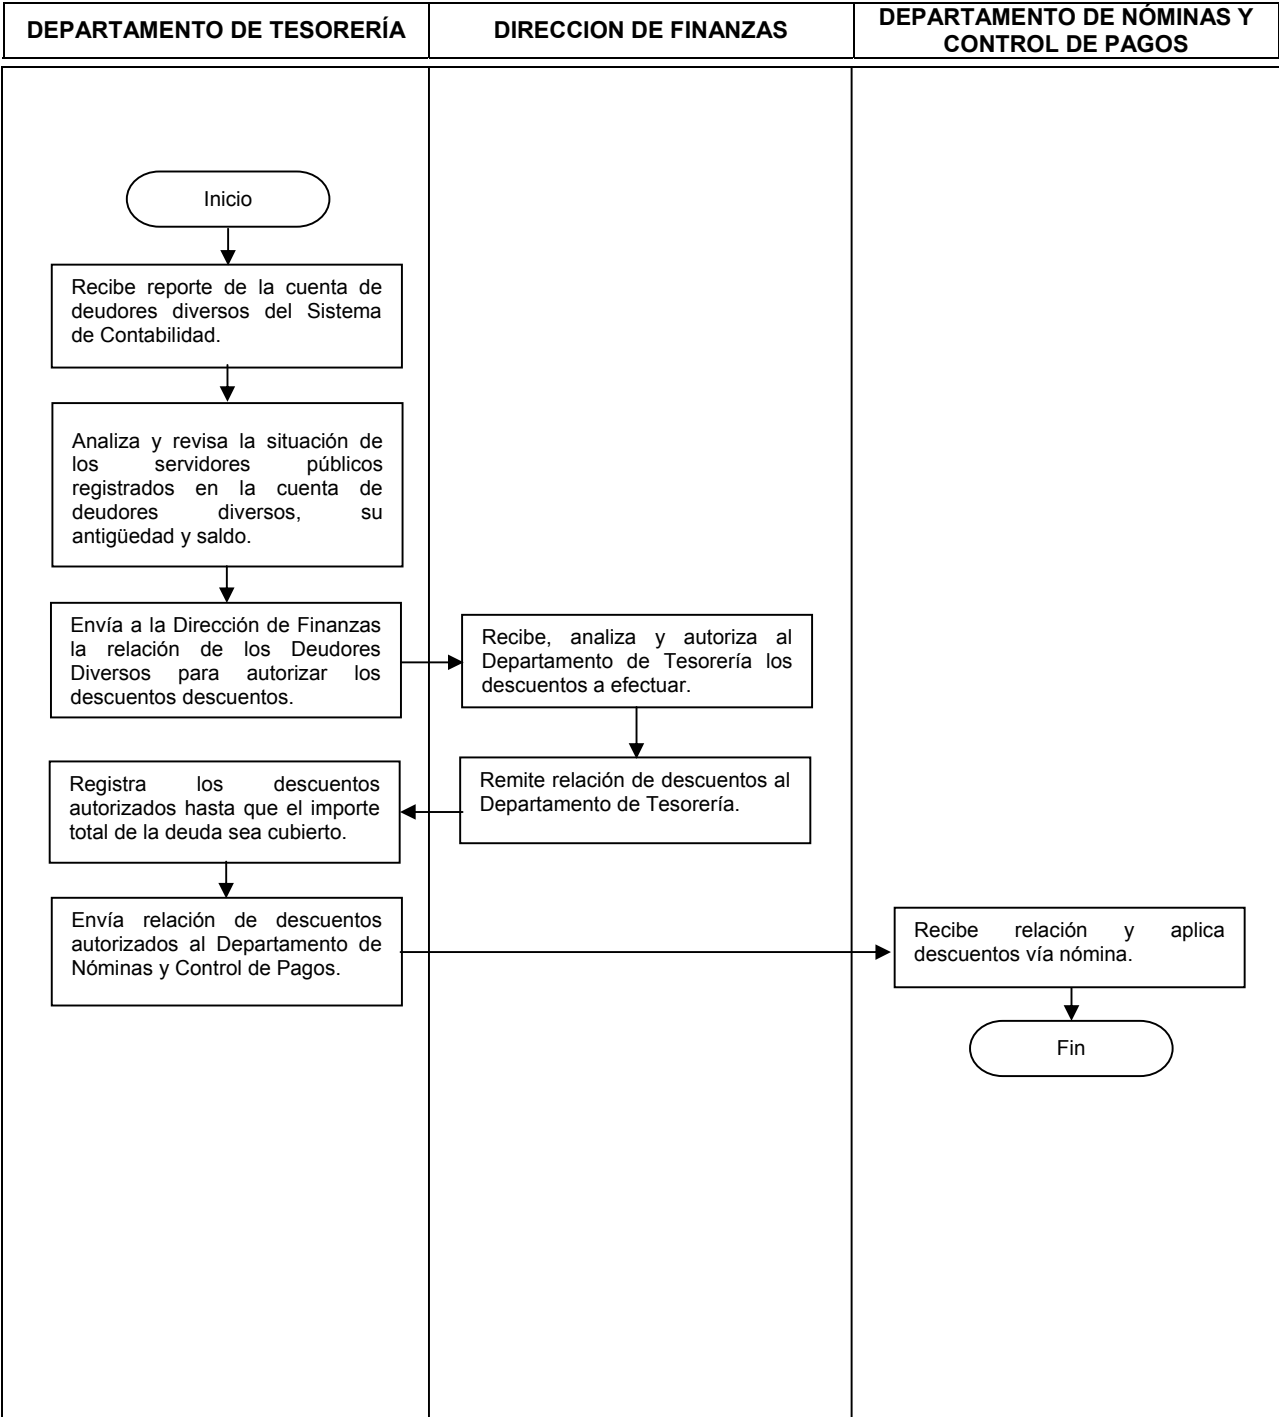 DEPARTAMENTO DE TESORERÍA
DIRECCION DE FINANZAS
DEPARTAMENTO DE NÓMINAS Y
CONTROL DE PAGOS
Inicio
Recibe reporte de la cuenta de
deudores diversos del Sistema
de Contabilidad.
Analiza y revisa la situación de
los servidores públicos
registrados en la cuenta de
deudores diversos, su
antigüedad y saldo.
Envía a la Dirección de Finanzas
la relación de los Deudores
Diversos para autorizar los
descuentos descuentos.
Recibe, analiza y autoriza al
Departamento de Tesorería los
descuentos a efectuar.
Remite relación de descuentos al
Departamento de Tesorería.
Registra los descuentos
autorizados hasta que el importe
total de la deuda sea cubierto.
Envía relación de descuentos
autorizados al Departamento de
Nóminas y Control de Pagos.
Recibe relación y aplica
descuentos vía nómina.
Fin